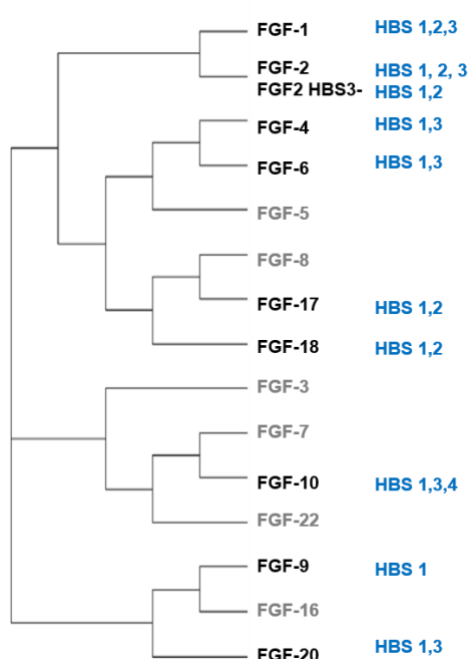 FGF-1 HBS 1,2,3
FGF-2 HBS 1, 2, 3
FGF2 HBS3- HBS 1,2
FGF-4 HBS 1,3
FGF-6 HBS 1,3
FGF-5
FGF-8
FGF-17 HBS 1,2
FGF-18 HBS 1,2
FGF-3
FGF-7
FGF-10 HBS 1,3,4
FGF-22
FGF-9 HBS 1
FGF-16
FGF-20 HBS 1,3